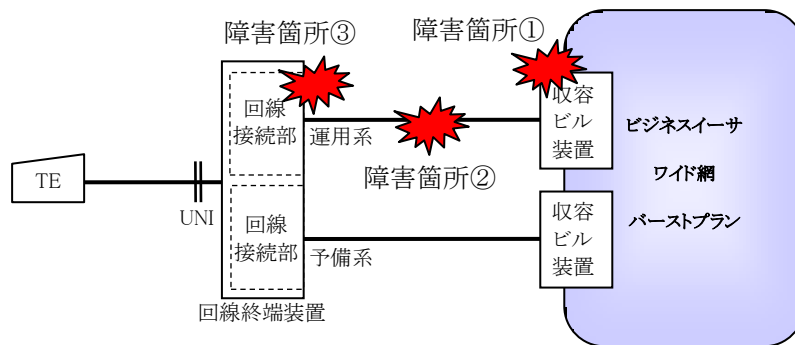 障害箇所③
障害箇所①
回線
接続部
運用系
収容
ビル
装置
障害箇所②
TE
UNI
回線
接続部
予備系
収容
ビル
装置
回線終端装置
ビジネスイーサ
ワイド網
バーストプラン